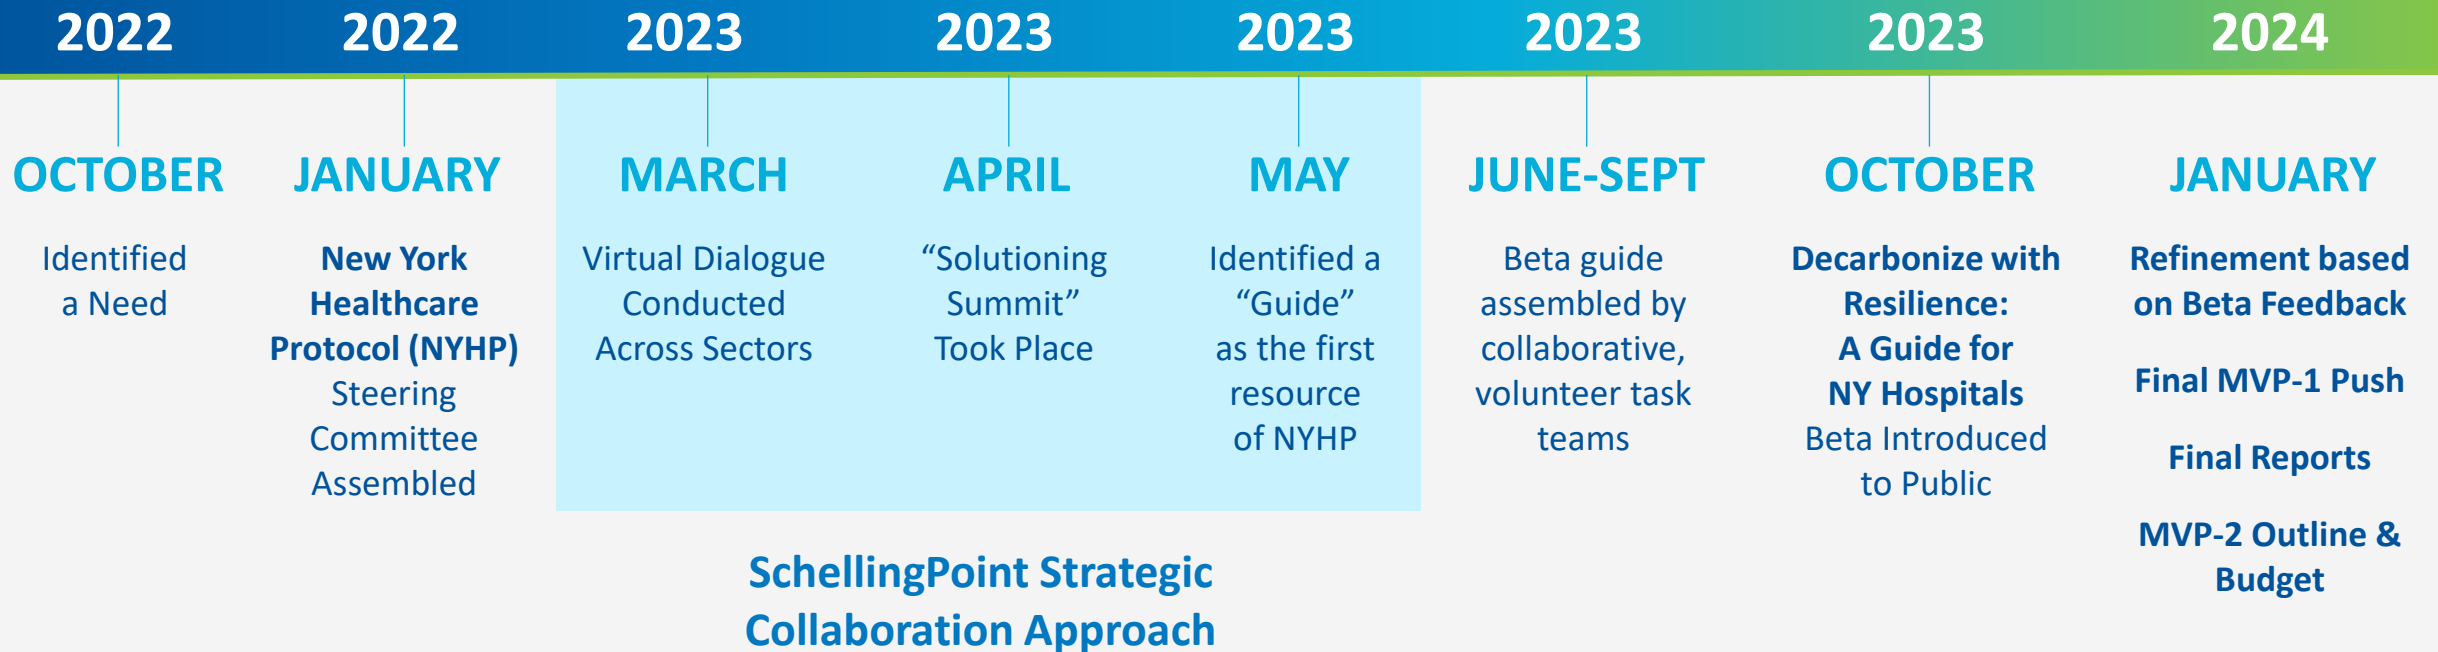 2022
OCTOBER
Identified
a Need
2022
JANUARY
New York
Healthcare
Protocol (NYHP)
Steering
Committee
Assembled
2023
MARCH
Virtual Dialogue
Conducted
Across Sectors
2023
APRIL
“Solutioning
Summit”
Took Place
2023
MAY
Identified a
“Guide”
as the first
resource
of NYHP
SchellingPoint Strategic
Collaboration Approach
2023
JUNE-SEPT
Beta guide
assembled by
collaborative,
volunteer task
teams
2023
OCTOBER
Decarbonize with
Resilience:
A Guide for
NY Hospitals
Beta Introduced
to Public
2024
JANUARY
Refinement based
on Beta Feedback
Final MVP-1 Push
Final Reports
MVP-2 Outline &
Budget